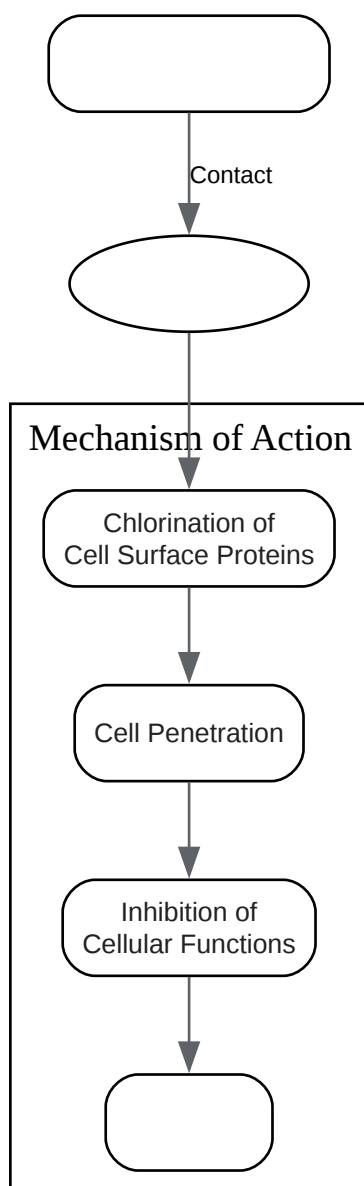 Contact
Mechanism of Action
Chlorination of
Cell Surface Proteins
Cell Penetration
Inhibition of
Cellular Functions